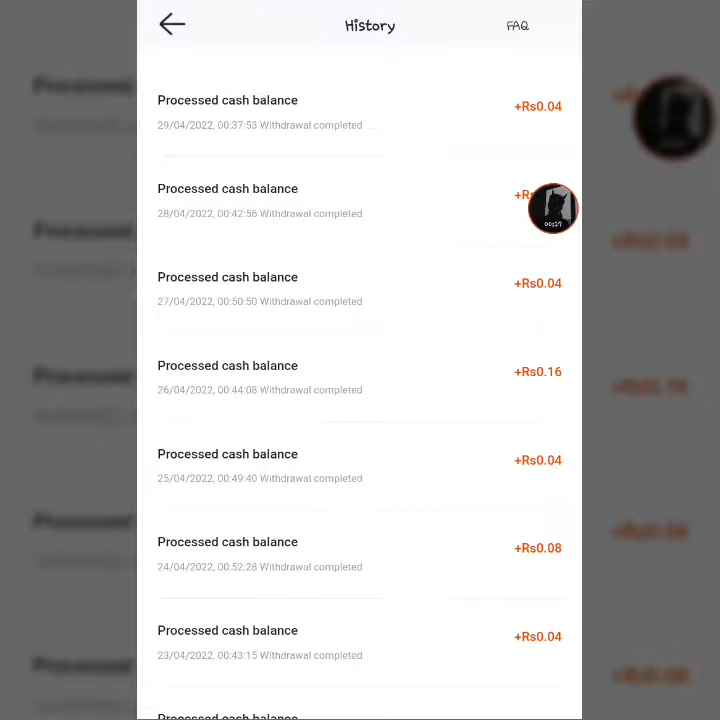 History FAQ
Processed cash balance +Rs0.04
29/04/2022, 00:37:53 Withdrawal completed
Processed cash balance
28/04/2022, 00:42:56 Withdrawal completed
00:17
Processed cash balance +Rs0.04
27/04/2022, 00:50:50 Withdrawal completed
Processed cash balance +Rs0.16
26/04/2022, 00:44:08 Withdrawal completed
Processed cash balance +Rs0.04
25/04/2022, 00:49:40 Withdrawal completed
Processed cash balance +Rs0.08
24/04/2022, 00:52:28 Withdrawal completed
Processed cash balance +Rs0.04
23/04/2022, 00:43:15 Withdrawal completed
Processed cash balance